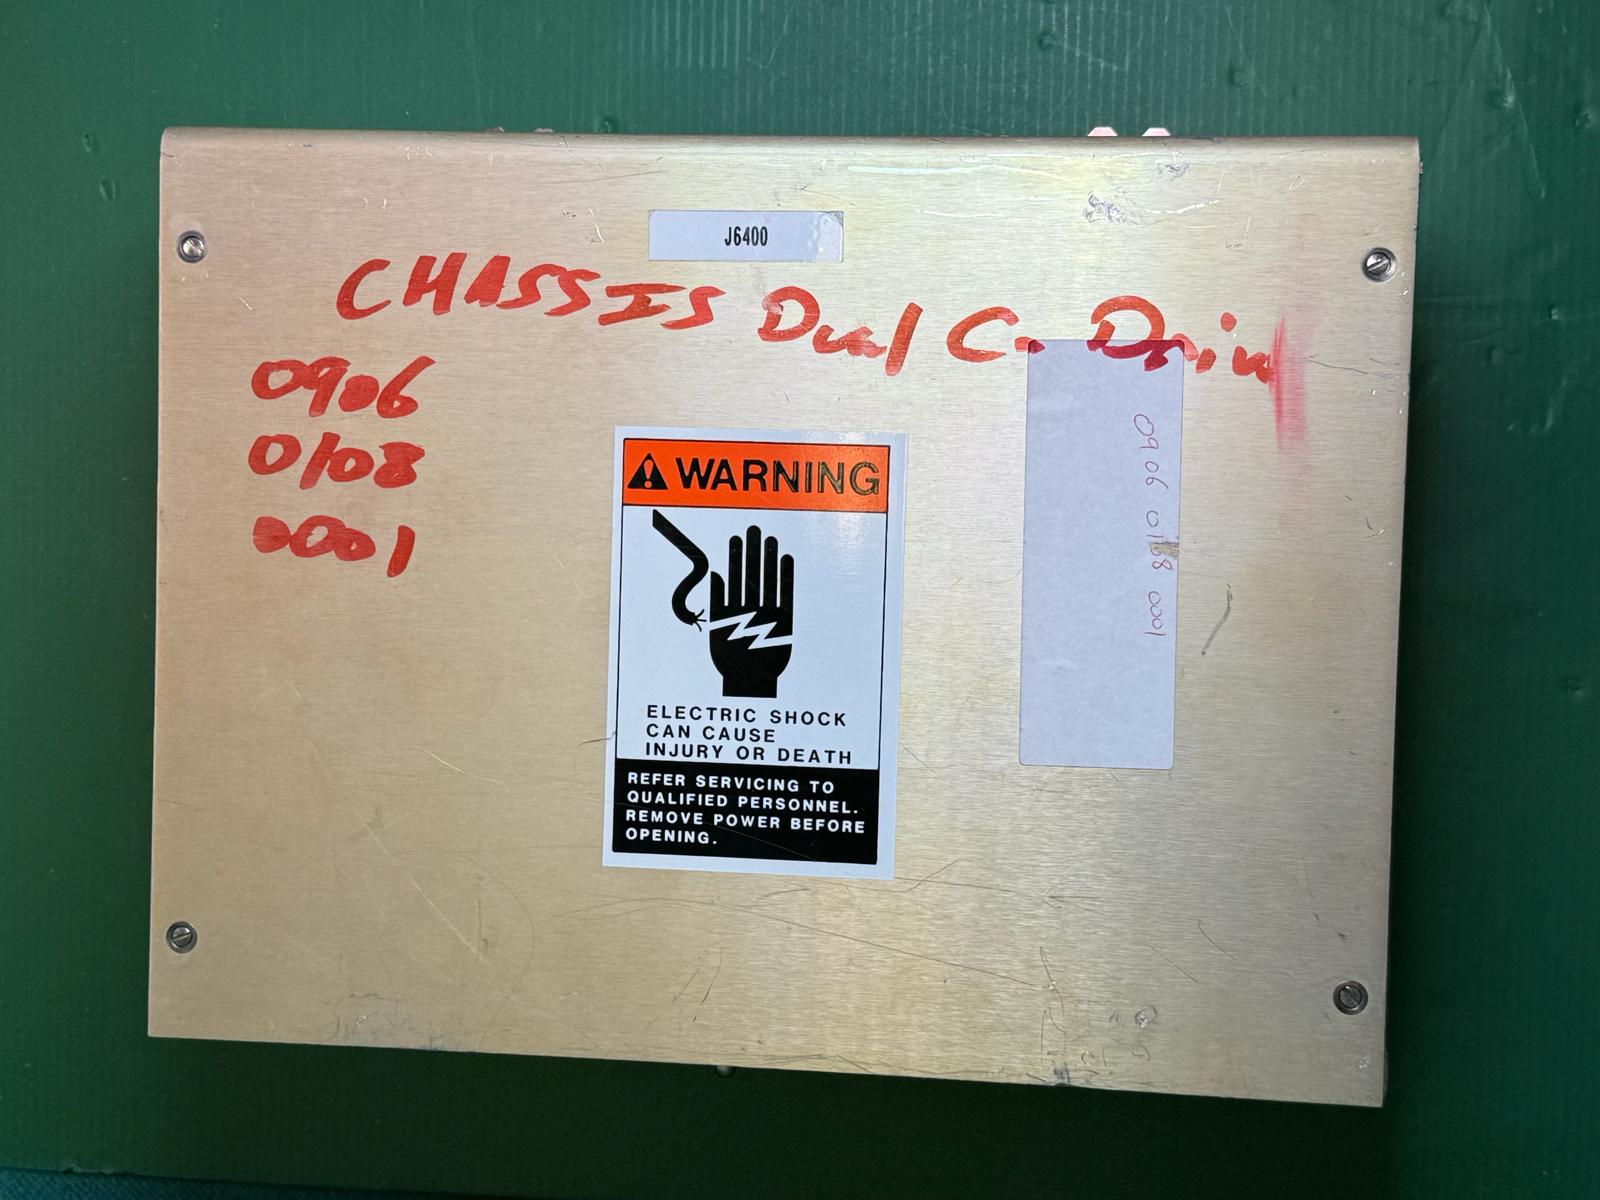 J6400
CHASSIS Dual C. Driv
0906
0108
0001
WARNING
ELECTRIC SHOCK
CAN CAUSE
INJURY OR DEATH
REFER SERVICING TO
QUALIFIED PERSONNEL.
REMOVE POWER BEFORE
OPENING.
0906 0108 0001